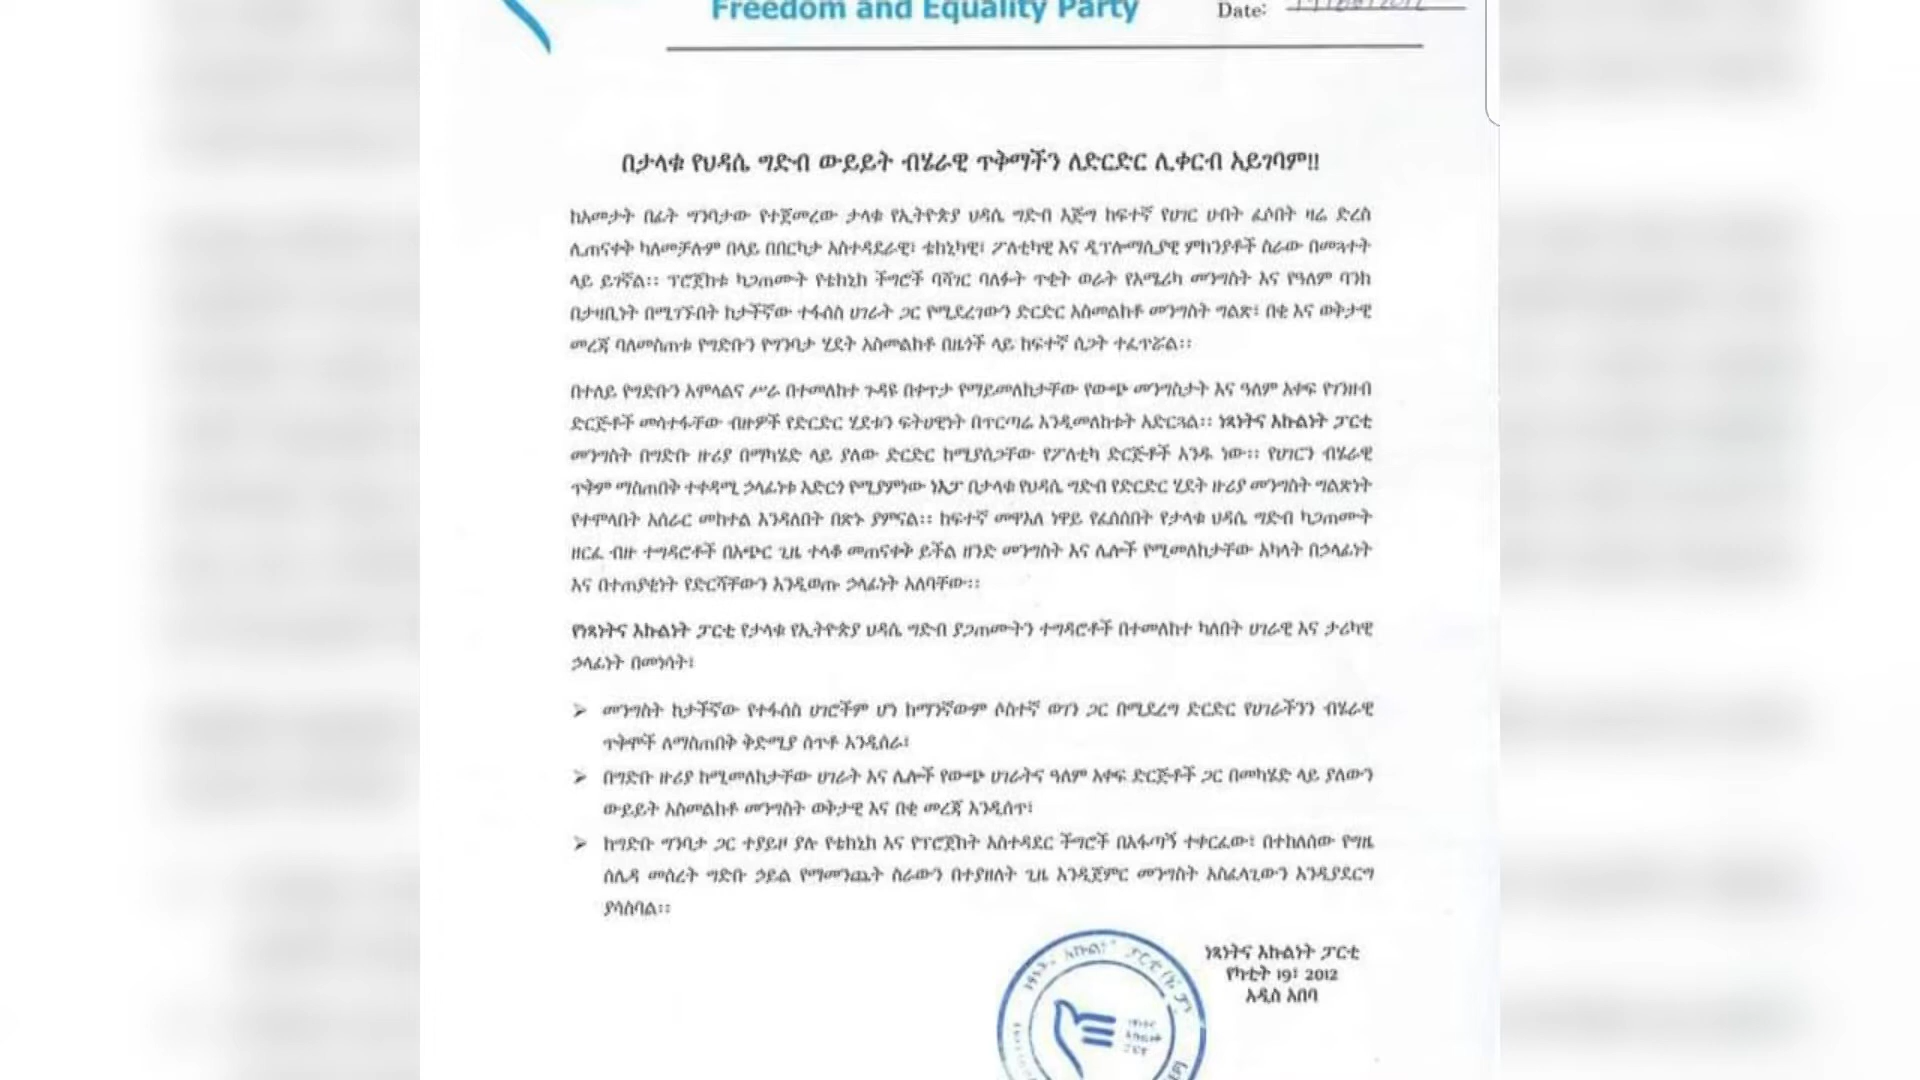 Freedom and Equality Party
Date:
በታላቁ የህዳሴ ግድብ ውይይት ብሄራዊ ጥቅማችን ለድርድር ሊቀርብ አይገባም!!
ከአመታት በፊት ግንባታው የተጀመረው ታላቁ የኢትዮጵያ ህዳሴ ግድብ እጅግ ከፍተኛ የሀገር ሀብት ፈሶበት ዛሬ ድረስ
ሊጠናቀቅ ካለመቻሉም በላይ በበርካታ አስተዳደራዊ፣ ቴክኒካዊ፣ ፖለቲካዊ እና ዲፕሎማሲያዊ ምክንያቶች ስራው በመጓተት
ላይ ይገኛል፡፡ ፕሮጀክቱ ካጋጠሙት የቴክኒክ ችግሮች ባሻገር ባለፉት ጥቂት ወራት የአሜሪካ መንግስት እና የዓለም ባንክ
በታዛቢነት በሚገኙበት ከታችኛው ተፋሰስ ሀገራት ጋር የሚደረገውን ድርድር አስመልክቶ መንግስት ግልጽ፣ በቂ እና ወቅታዊ
መረጃ ባለመስጠቱ የግድቡን የግንባታ ሂደት አስመልክቶ በዜጎች ላይ ከፍተኛ ስጋት ተፈጥሯል፡፡
በተለይ የግድቡን አሞላልና ሥራ በተመለከተ ጉዳዩ በቀጥታ የማይመለከታቸው የውጭ መንግስታት እና ዓለም አቀፍ የገንዘብ
ድርጅቶች መሳተፋቸው ብዙዎች የድርድር ሂደቱን ፍትሀዊነት በጥርጣሬ እንዲመለከቱት አድርጓል፡፡ ነጻነትና እኩልነት ፓርቲ
መንግስት በግድቡ ዙሪያ በማካሄድ ላይ ያለው ድርድር ከሚያሰጋቸው የፖለቲካ ድርጅቶች አንዱ ነው፡፡ የሀገርን ብሄራዊ
ጥቅም ማስጠበቅ ተቀዳሚ ኃላፊነቱ አድርጎ የሚያምነው ነእፓ በታላቁ የህዳሴ ግድብ የድርድር ሂደት ዙሪያ መንግስት ግልጽነት
የተሞላበት አሰራር መከተል እንዳለበት በጽኑ ያምናል፡፡ ከፍተኛ መዋእለ ነዋይ የፈሰሰበት የታላቁ ህዳሴ ግድብ ካጋጠሙት
ዘርፈ ብዙ ተግዳሮቶች በአጭር ጊዜ ተላቆ መጠናቀቅ ይችል ዘንድ መንግስት እና ሌሎች የሚመለከታቸው አካላት በኃላፊነት
እና በተጠያቂነት የድርሻቸውን እንዲወጡ ኃላፊነት አለባቸው፡፡
የነጻነትና እኩልነት ፓርቲ የታላቁ የኢትዮጵያ ህዳሴ ግድብ ያጋጠሙትን ተግዳሮቶች በተመለከተ ካለበት ሀገራዊ እና ታሪካዊ
ኃላፊነት በመነሳት፣
➢ መንግስት ከታችኛው የተፋሰስ ሀገሮችም ሆነ ከማንኛውም ሶስተኛ ወገን ጋር በሚደረግ ድርድር የሀገራችንን ብሄራዊ
ጥቅሞች ለማስጠበቅ ቅድሚያ ሰጥቶ እንዲሰራ፣
➢ በግድቡ ዙሪያ ከሚመለከታቸው ሀገራት እና ሌሎች የውጭ ሀገራትና ዓለም አቀፍ ድርጅቶች ጋር በመካሄድ ላይ ያለውን
ውይይት አስመልክቶ መንግስት ወቅታዊ እና በቂ መረጃ እንዲሰጥ፣
➢ ከግድቡ ግንባታ ጋር ተያይዞ ያሉ የቴክኒክ እና የፕሮጀክት አስተዳደር ችግሮች በአፋጣኝ ተቀርፈው፣ በተከለሰው የግዜ
ሰሌዳ መሰረት ግድቡ ኃይል የማመንጨት ስራውን በተያዘለት ጊዜ እንዲጀምር መንግስት አስፈላጊውን እንዲያደርግ
ያሳስባል፡፡
ነጻነትና እኩልነት ፓርቲ
የካቲት 19፣ 2012
አዲስ አበባ